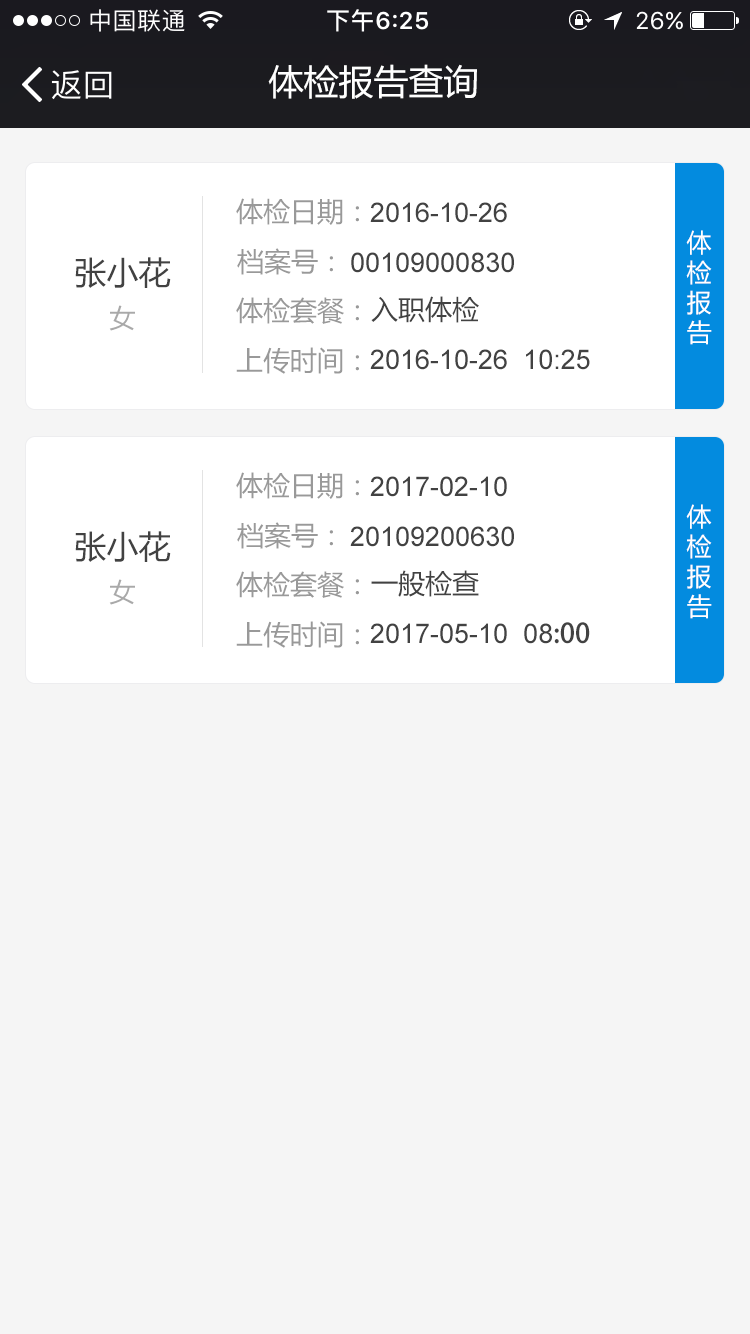 中国联通 下午6:25 26%
返回 体检报告查询
张小花
女
体检日期：2016-10-26
档案号：00109000830
体检套餐：入职体检
上传时间：2016-10-26 10:25
体检报告
张小花
女
体检日期：2017-02-10
档案号：20109200630
体检套餐：一般检查
上传时间：2017-05-10 08:00
体检报告